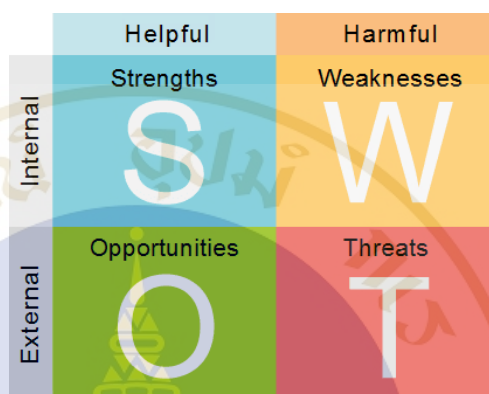 Helpful Harmful
Internal
Strengths Weaknesses
S W
External
Opportunities Threats
O T